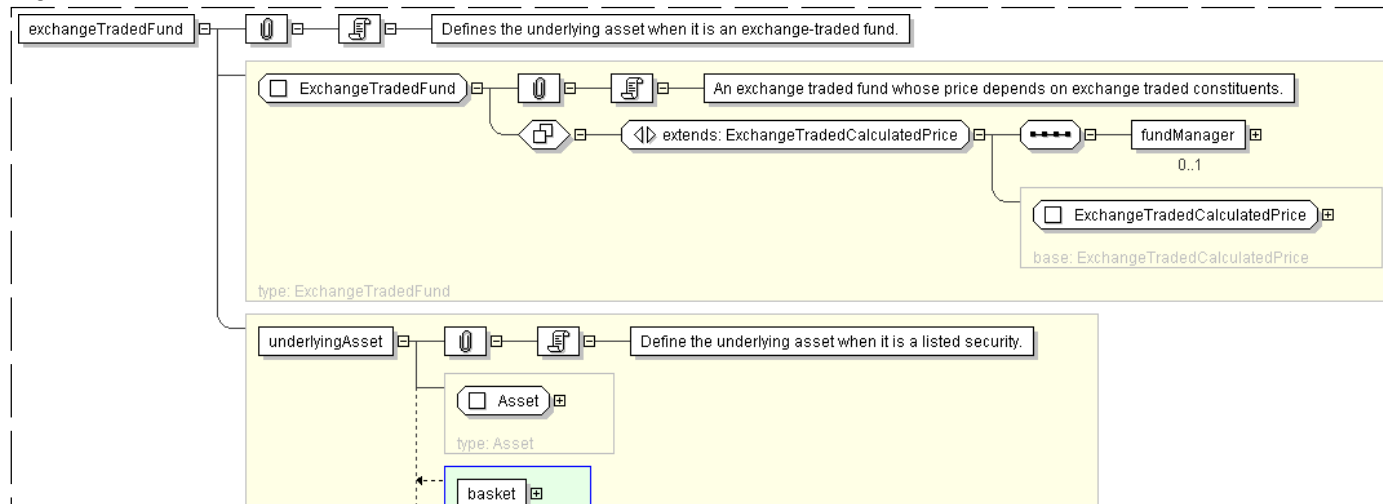 exchangeTradedFund
Defines the underlying asset when it is an exchange-traded fund.
ExchangeTradedFund
An exchange traded fund whose price depends on exchange traded constituents.
extends: ExchangeTradedCalculatedPrice
fundManager
0..1
ExchangeTradedCalculatedPrice
base: ExchangeTradedCalculatedPrice
type: ExchangeTradedFund
underlyingAsset
Define the underlying asset when it is a listed security.
Asset
type: Asset
basket